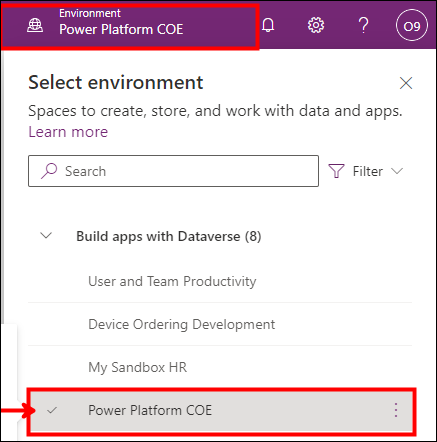 Environment
Power Platform COE
O9
Select environment
Spaces to create, store, and work with data and apps.
Learn more
Search
Filter
Build apps with Dataverse (8)
User and Team Productivity
Device Ordering Development
My Sandbox HR
Power Platform COE